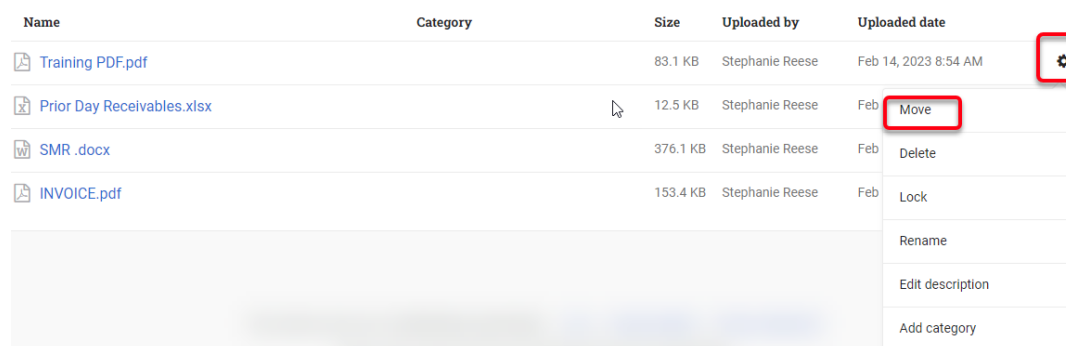 Name Category Size Uploaded by Uploaded date
Training PDF.pdf 83.1 KB Stephanie Reese Feb 14, 2023 8:54 AM
Prior Day Receivables.xlsx 12.5 KB Stephanie Reese Feb
Move
SMR .docx 376.1 KB Stephanie Reese Feb
Delete
INVOICE.pdf 153.4 KB Stephanie Reese Feb
Lock
Rename
Edit description
Add category